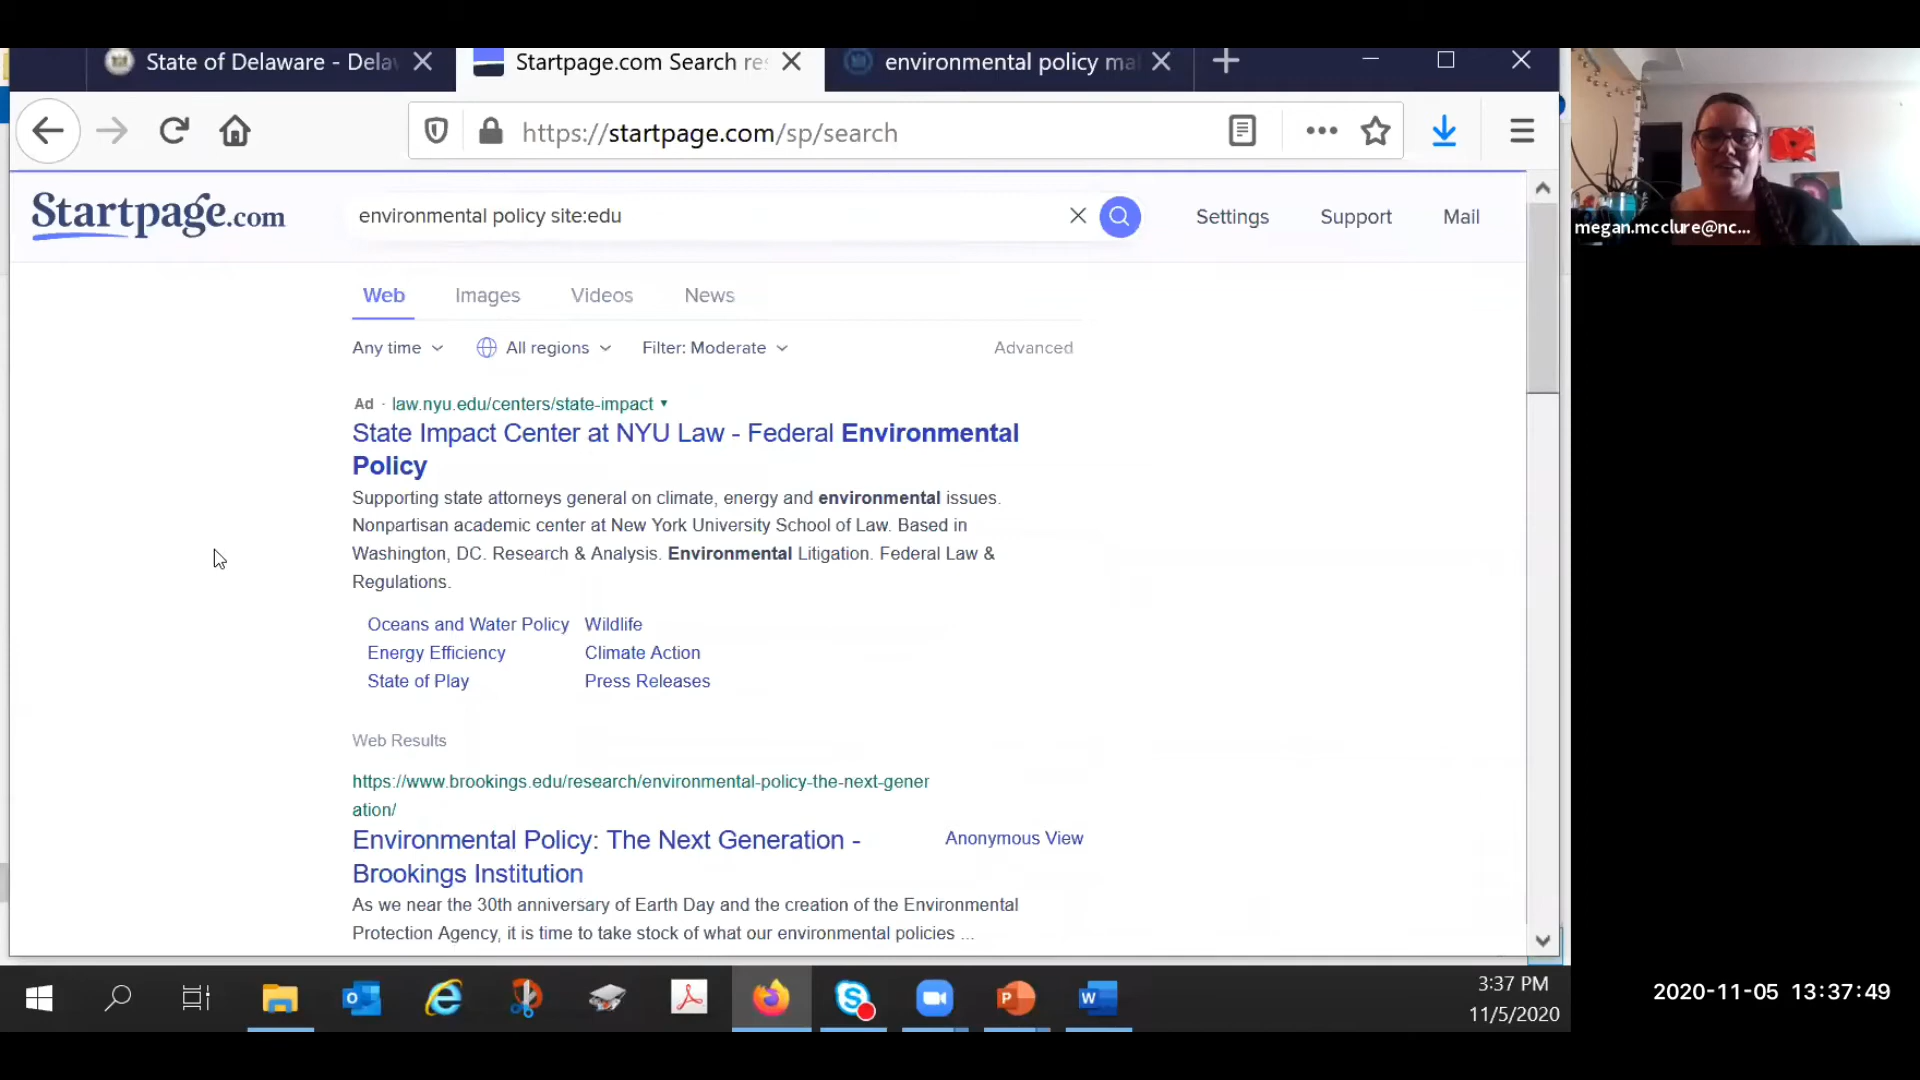 State of Delaware - Dela
Startpage.com Search re
environmental policy ma
https://startpage.com/sp/search
Startpage.com
environmental policy site:edu
Settings
Support
Mail
megan.mcclure@nc...
Web
Images
Videos
News
Any time
All regions
Filter: Moderate
Advanced
Ad · law.nyu.edu/centers/state-impact
State Impact Center at NYU Law - Federal Environmental
Policy
Supporting state attorneys general on climate, energy and environmental issues.
Nonpartisan academic center at New York University School of Law. Based in
Washington, DC. Research & Analysis. Environmental Litigation. Federal Law &
Regulations.
Oceans and Water Policy
Wildlife
Energy Efficiency
Climate Action
State of Play
Press Releases
Web Results
https://www.brookings.edu/research/environmental-policy-the-next-gener
ation/
Environmental Policy: The Next Generation -
Brookings Institution
Anonymous View
As we near the 30th anniversary of Earth Day and the creation of the Environmental
Protection Agency, it is time to take stock of what our environmental policies ...
3:37 PM
11/5/2020
2020-11-05 13:37:49